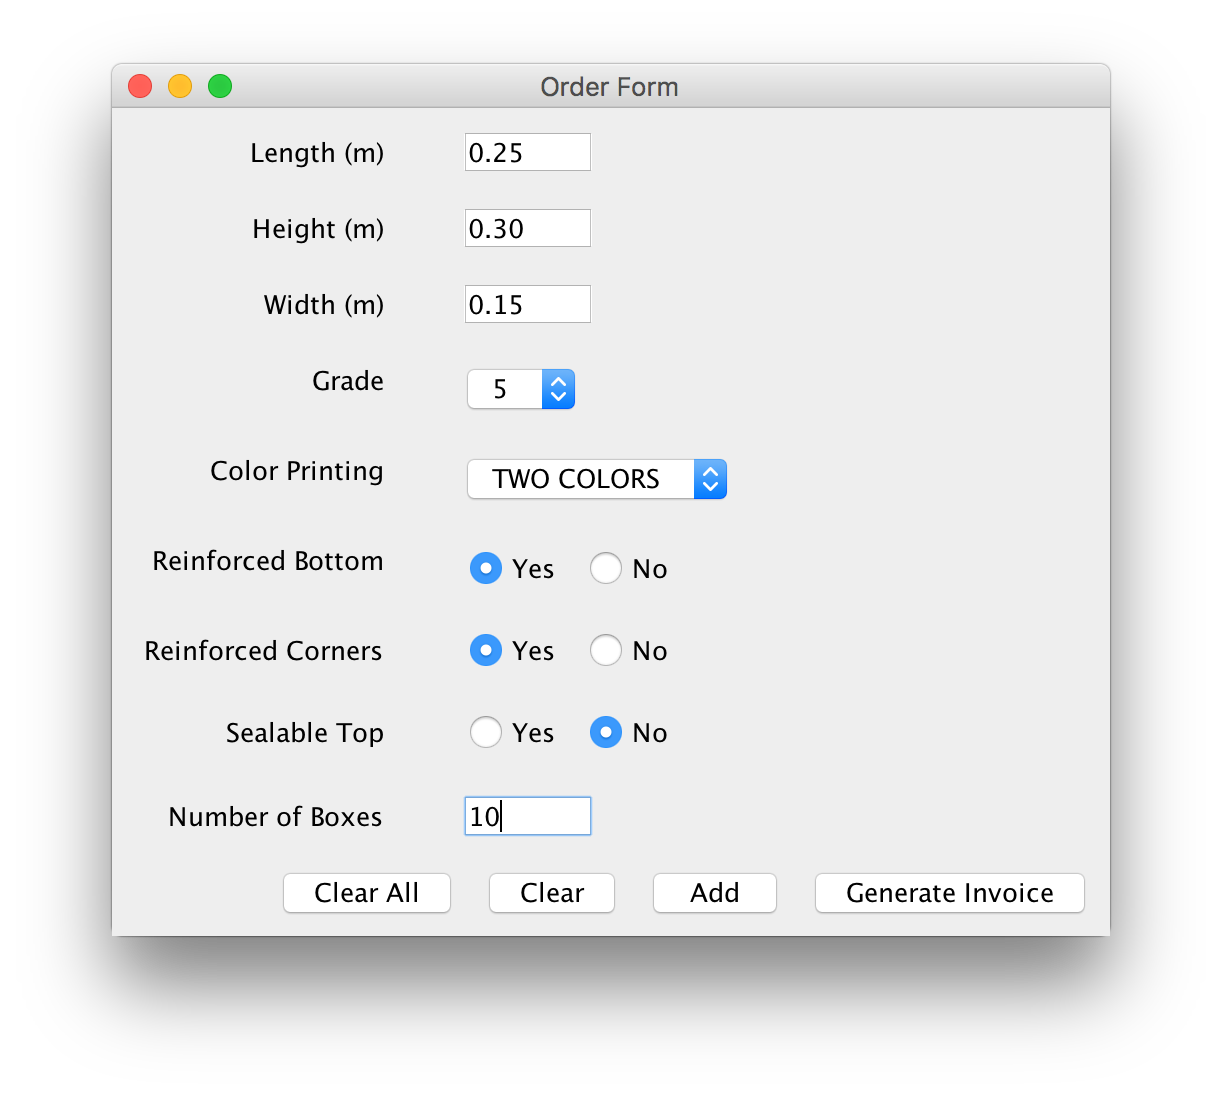 Order Form
Length (m) 0.25
Height (m) 0.30
Width (m) 0.15
Grade 5
Color Printing TWO COLORS
Reinforced Bottom Yes No
Reinforced Corners Yes No
Sealable Top Yes No
Number of Boxes 10
Clear All Clear Add Generate Invoice